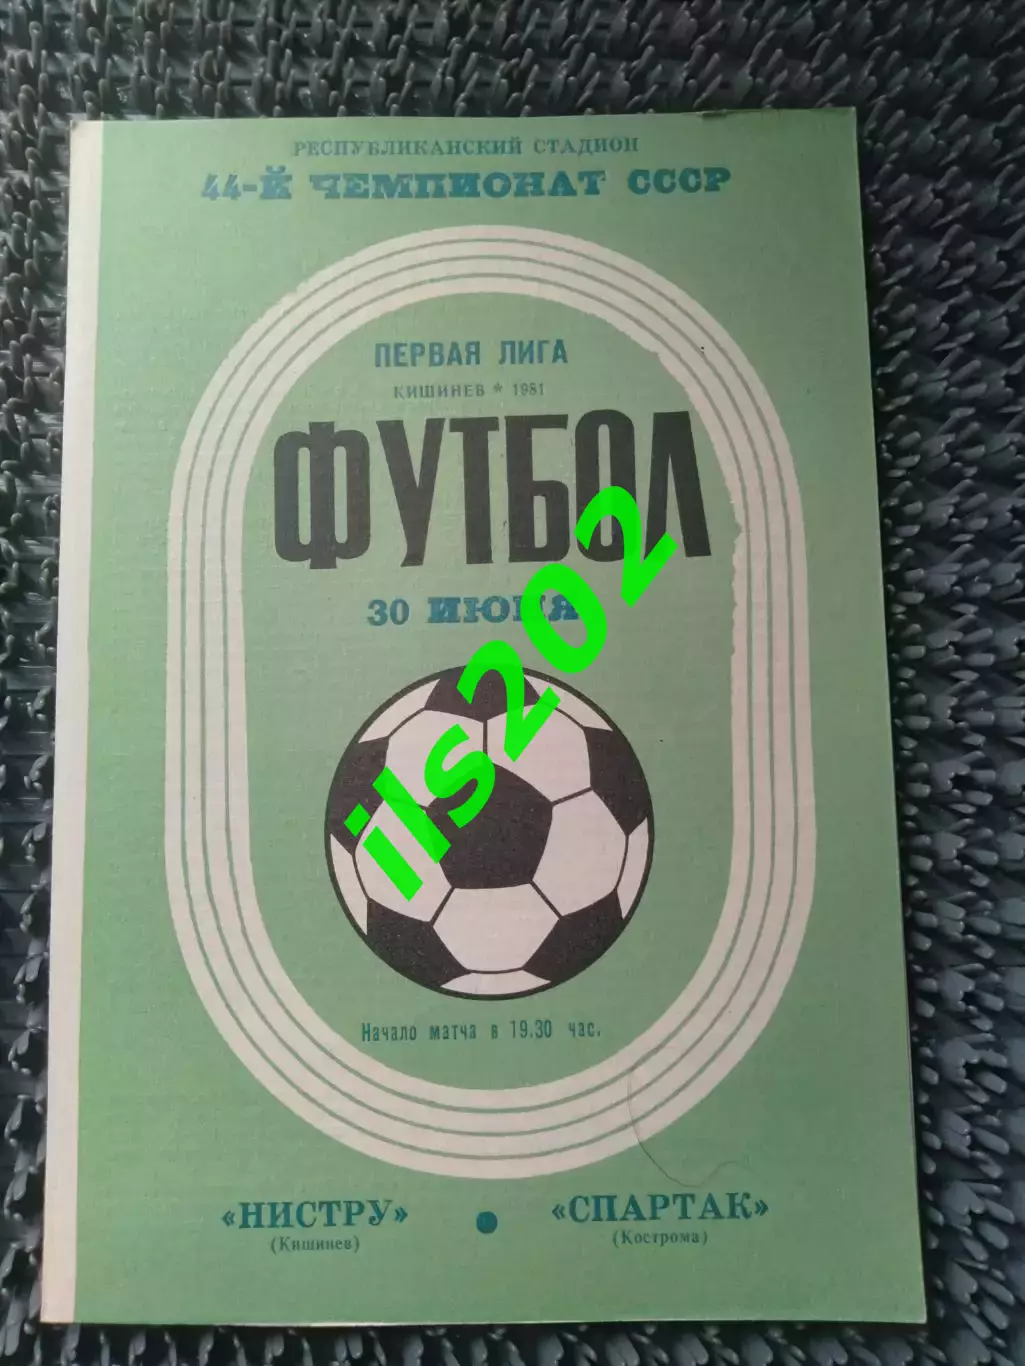 РЕСПУБЛИКАНСКИЙ СТАДИОН
44-Й ЧЕМПИОНАТ СССР
ПЕРВАЯ ЛИГА
КИШИНЕВ * 1981
ФУТБОЛ
30 ИЮНЯ
ils202
Начало матча в 19.30 час.
«НИСТРУ» • «СПАРТАК»
(Кишинев) (Кострома)